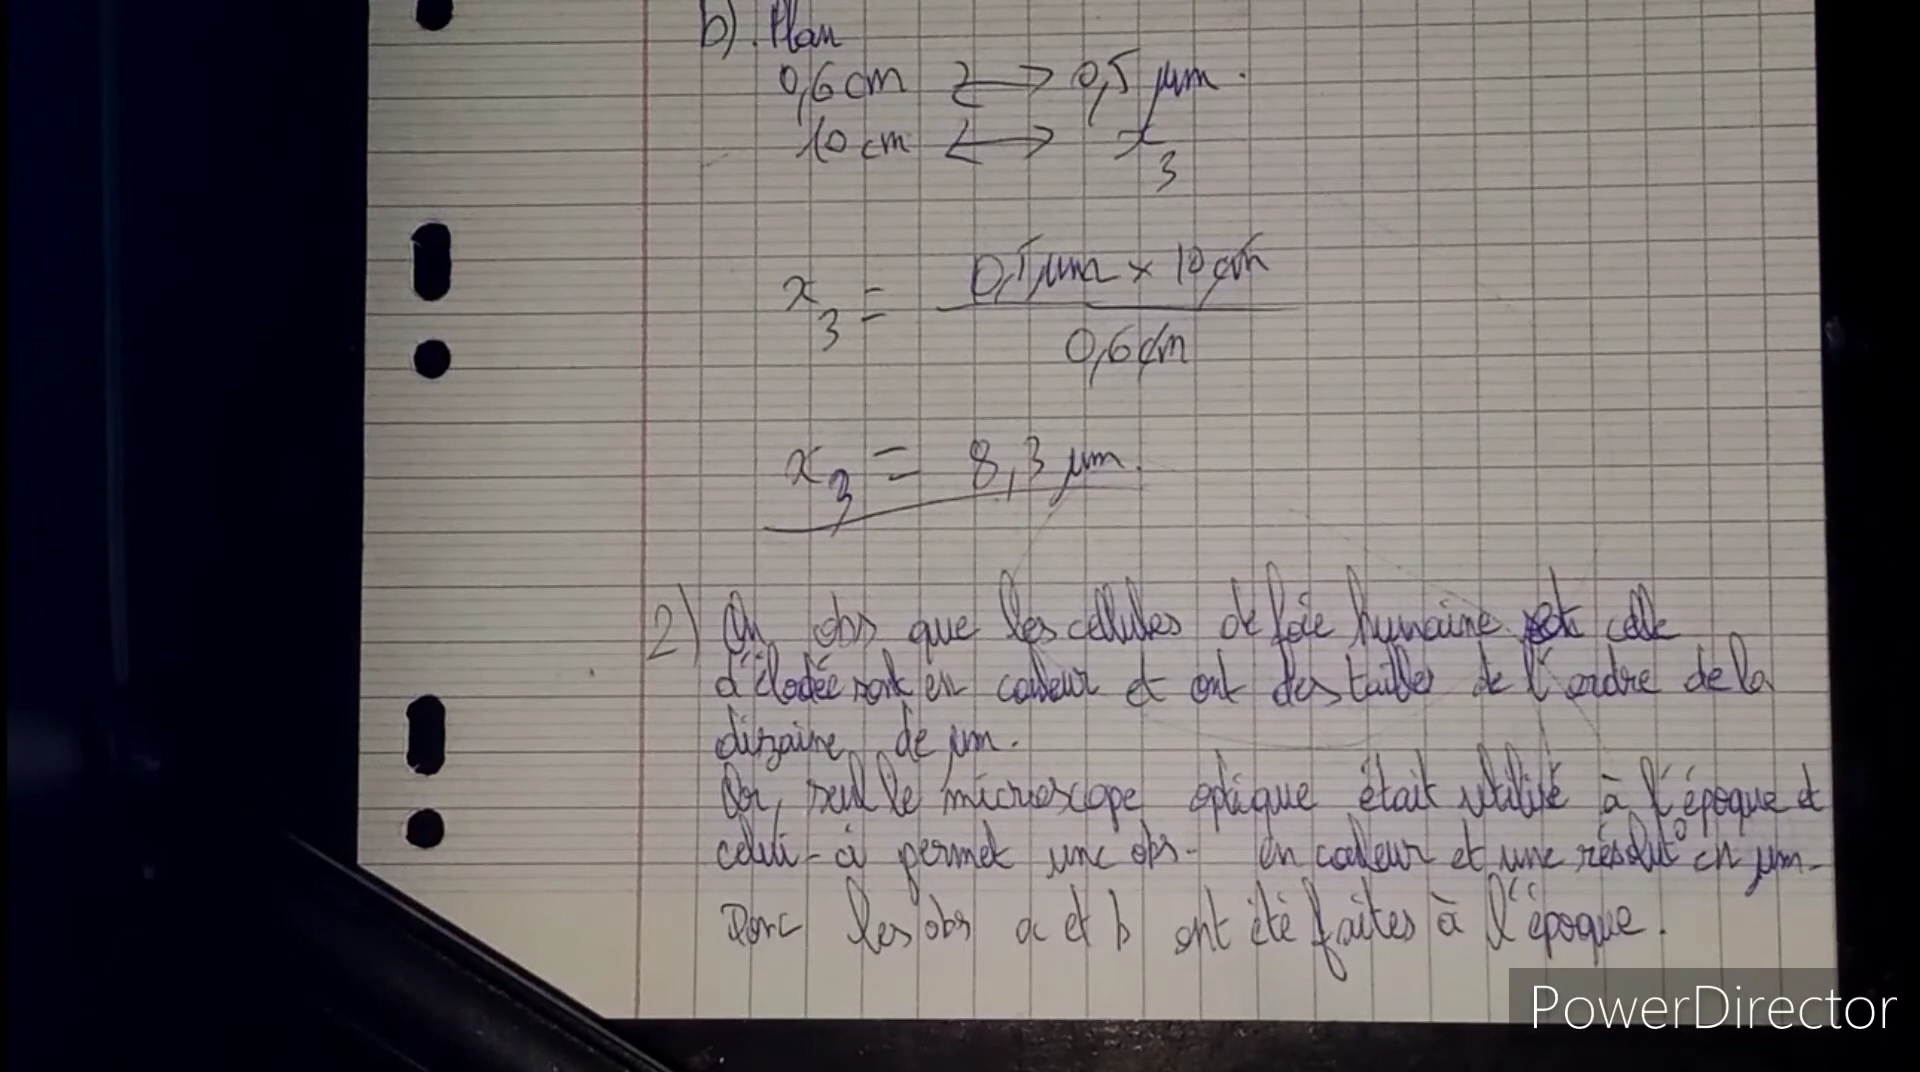 b). Plan
0,6 cm ⟷ 0,5 µm.
10 cm ⟷ x3
x3 = 0,5 µm × 10 cm
0,6 cm
x3 = 8,3 µm.
2) On obs que les cellules de foie humaine et celle
d'élodée sont en couleur et ont des tailles de l'ordre de la
dizaine de µm.
Or, seul le microscope optique était utilisé à l'époque et
celui-ci permet une obs. en couleur et une résolut° en µm.
Donc les obs a et b ont été faites à l'époque.
PowerDirector